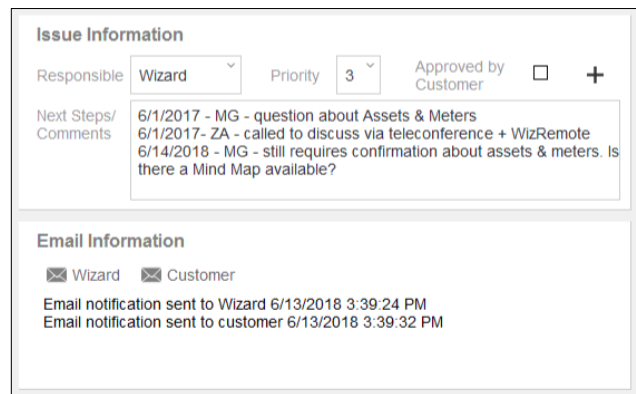 Issue Information
Responsible Wizard Priority 3 Approved by Customer
Next Steps/ Comments
6/1/2017 - MG - question about Assets & Meters
6/1/2017- ZA - called to discuss via teleconference + WizRemote
6/14/2018 - MG - still requires confirmation about assets & meters. Is
there a Mind Map available?
Email Information
Wizard Customer
Email notification sent to Wizard 6/13/2018 3:39:24 PM
Email notification sent to customer 6/13/2018 3:39:32 PM